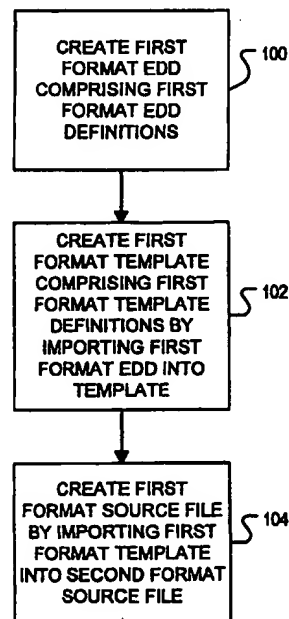 CREATE FIRST
FORMAT EDD
COMPRISING FIRST
FORMAT EDD
DEFINITIONS
100
CREATE FIRST
FORMAT TEMPLATE
COMPRISING FIRST
FORMAT TEMPLATE
DEFINITIONS BY
IMPORTING FIRST
FORMAT EDD INTO
TEMPLATE
102
CREATE FIRST
FORMAT SOURCE FILE
BY IMPORTING FIRST
FORMAT TEMPLATE
INTO SECOND FORMAT
SOURCE FILE
104